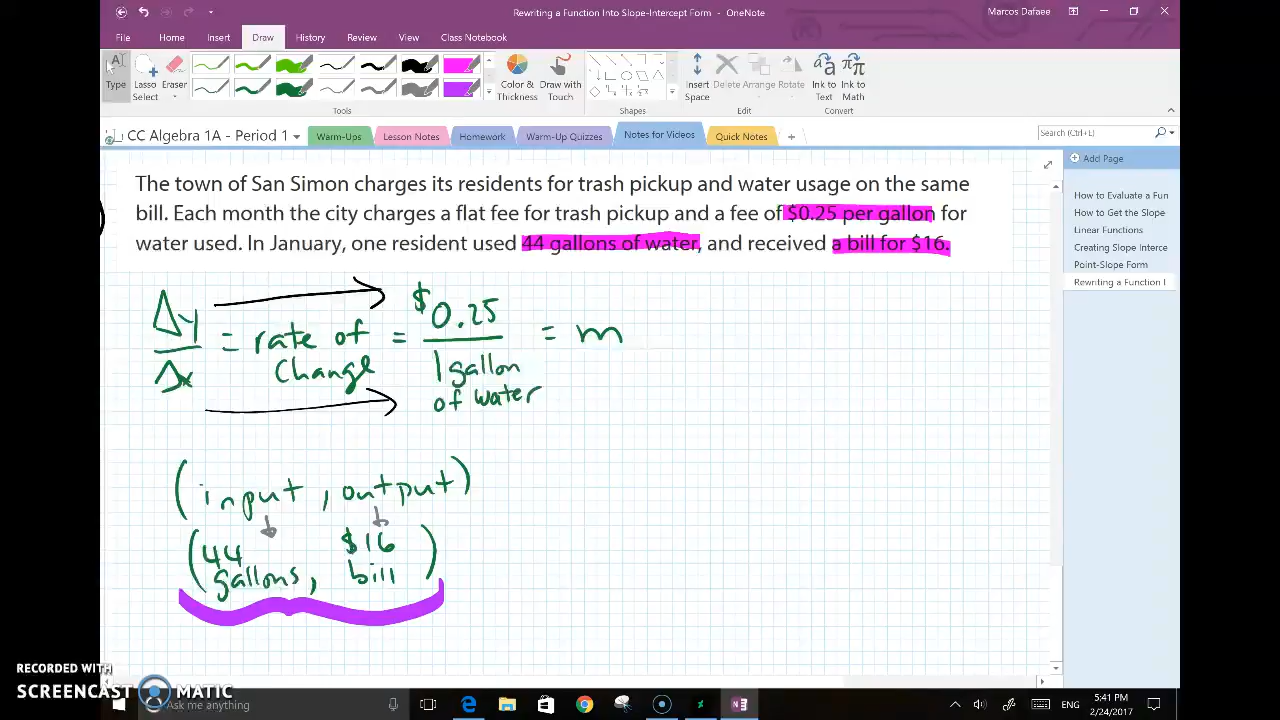 Rewriting a Function Into Slope-Intercept Form - OneNote
Marcos Dafaee
File Home Insert Draw History Review View Class Notebook
Type
Lasso Select
Eraser
Color & Thickness
Draw with Touch
Insert Space
Delete
Arrange
Rotate
Ink to Text
Ink to Math
Tools
Shapes
Edit
Convert
CC Algebra 1A - Period 1
Warm-Ups Lesson Notes Homework Warm-Up Quizzes Notes for Videos Quick Notes
Search (Ctrl+E)
Add Page
How to Evaluate a Fun
How to Get the Slope
Linear Functions
Creating Slope Interce
Point-Slope Form
Rewriting a Function I
The town of San Simon charges its residents for trash pickup and water usage on the same
bill. Each month the city charges a flat fee for trash pickup and a fee of $0.25 per gallon for
water used. In January, one resident used 44 gallons of water, and received a bill for $16.
Δy/Δx = rate of change = $0.25/1 gallon of water = m
(input, output)
(44 gallons, $16 bill)
RECORDED WITH
SCREENCAST MATIC
Ask me anything
ENG
5:41 PM
2/24/2017